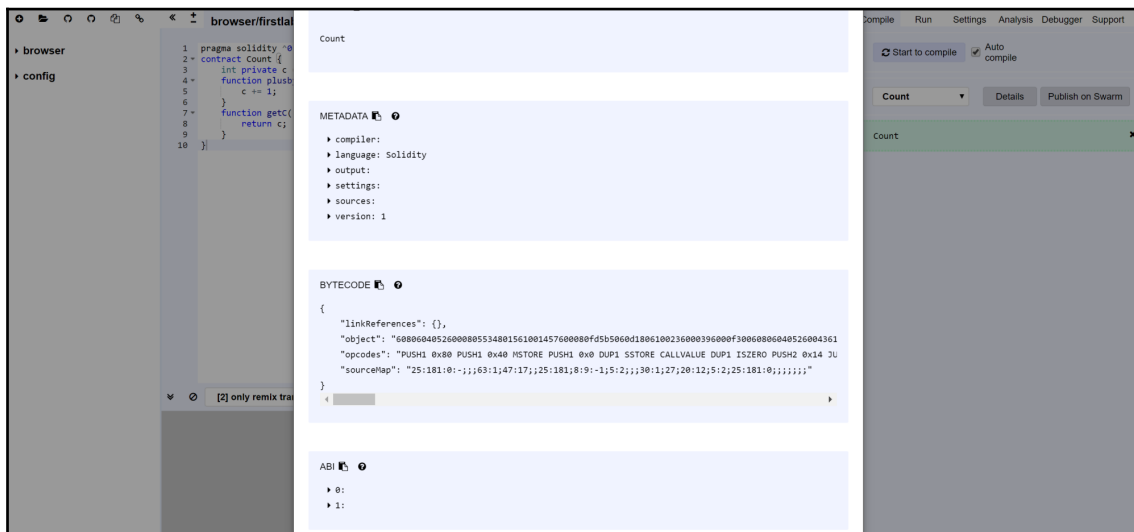 browser/firstlal
Compile Run Settings Analysis Debugger Support
browser
config
1 pragma solidity ^0
2 contract Count {
3 int private c
4 function plusb
5 c += 1;
6 }
7 function getC(
8 return c;
9 }
10 }
[2] only remix tra
Count
METADATA
compiler:
language: Solidity
output:
settings:
sources:
version: 1
BYTECODE
{
"linkReferences": {},
"object": "60806040526000805534801561001457600080fd5b5060d1806100236000396000f3006080604052600436
"opcodes": "PUSH1 0x80 PUSH1 0x40 MSTORE PUSH1 0x0 DUP1 SSTORE CALLVALUE DUP1 ISZERO PUSH2 0x14 JU
"sourceMap": "25:181:0:-;;;63:1;47:17;;25:181;8:9:-1;5:2;;;30:1;27;20:12;5:2;25:181:0;;;;;;;"
}
ABI
0:
1:
Start to compile
Auto compile
Count
Details
Publish on Swarm
Count